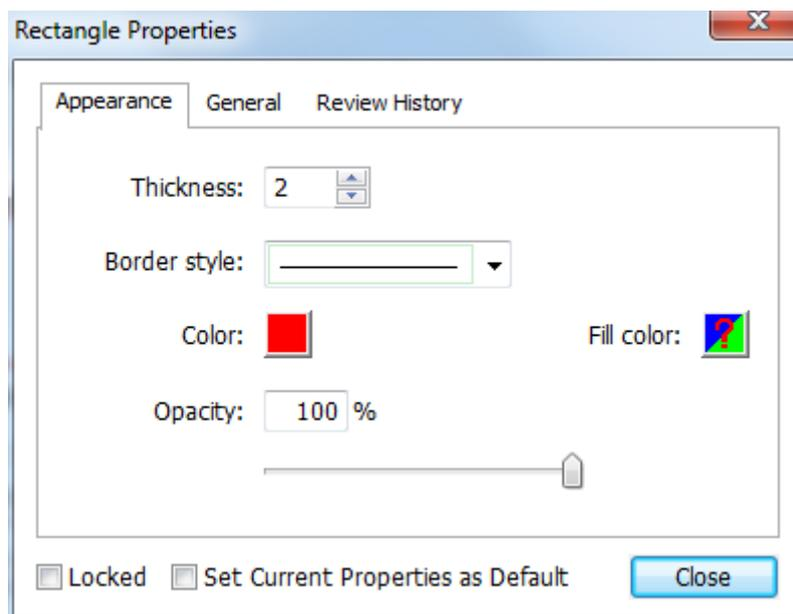 Rectangle Properties
X
Appearance General Review History
Thickness: 2
Border style:
Color: Fill color: ?
Opacity: 100 %
Locked Set Current Properties as Default Close